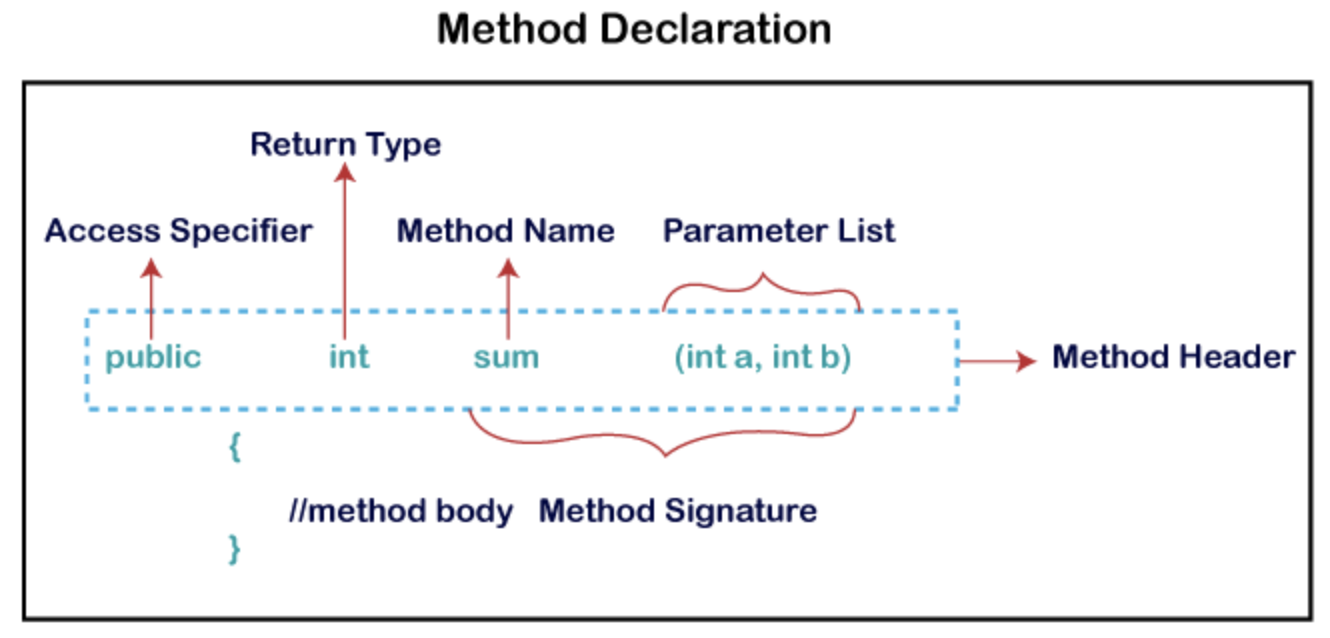 Method Declaration
Return Type
Access Specifier Method Name Parameter List
public int sum (int a, int b) Method Header
{
//method body Method Signature
}